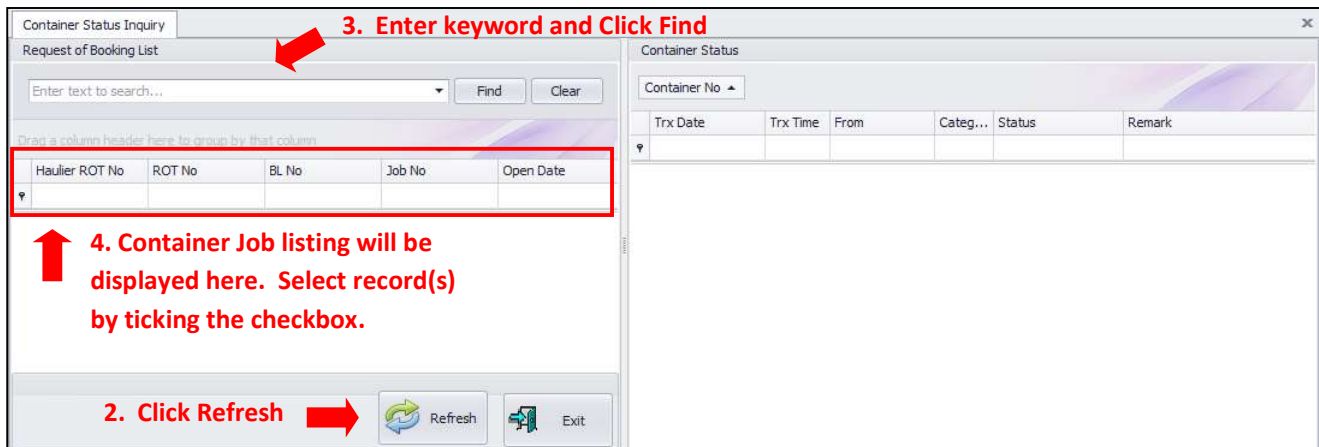 Container Status Inquiry
3. Enter keyword and Click Find
Request of Booking List
Enter text to search...
Find
Clear
Drag a column header here to group by that column
Haulier ROT No
ROT No
BL No
Job No
Open Date
4. Container Job listing will be
displayed here. Select record(s)
by ticking the checkbox.
2. Click Refresh
Refresh
Exit
Container Status
Container No
Trx Date
Trx Time
From
Categ...
Status
Remark